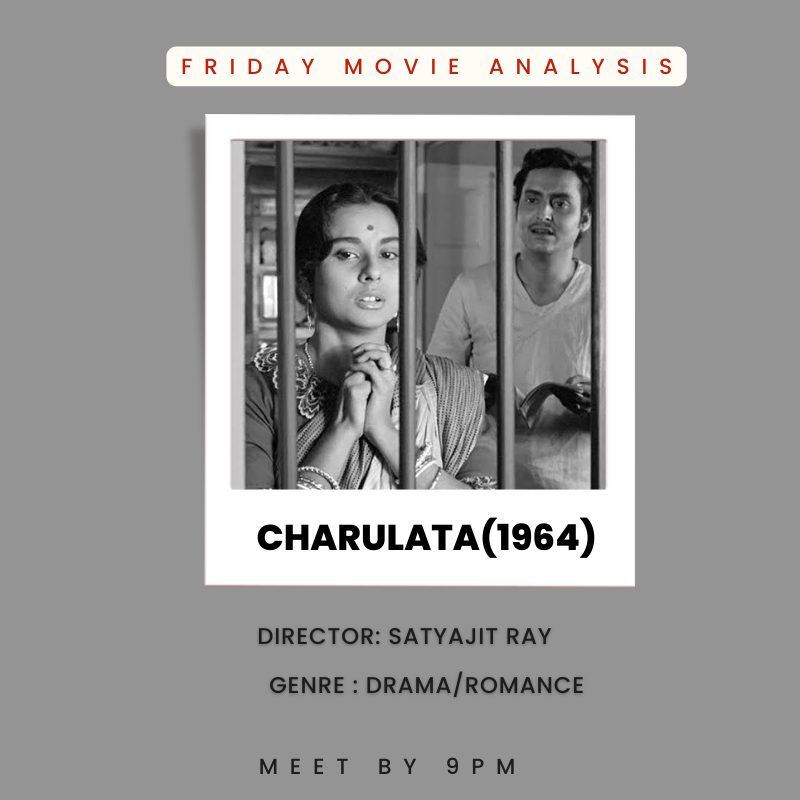 FRIDAY MOVIE ANALYSIS
CHARULATA(1964)
DIRECTOR: SATYAJIT RAY
GENRE : DRAMA/ROMANCE
MEET BY 9PM